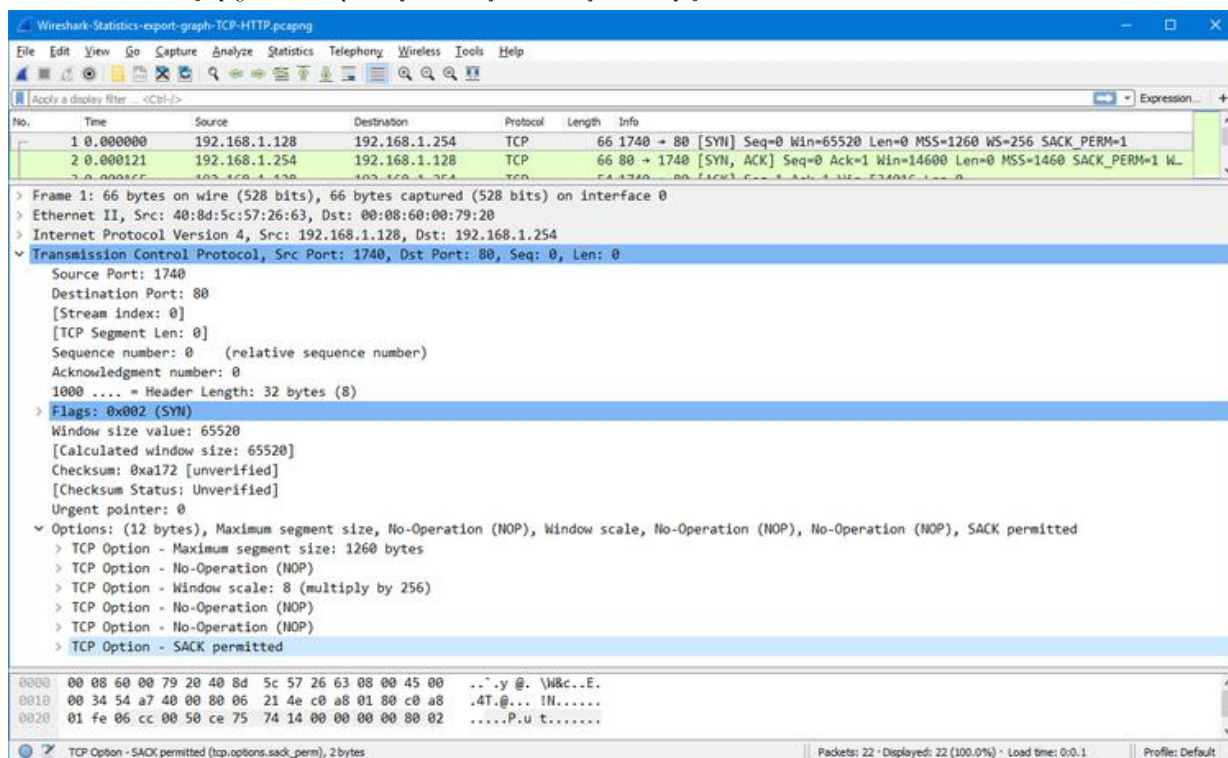 Wireshark-Statistics-export-graph-TCP-HTTP.pcapng
File Edit View Go Capture Analyze Statistics Telephony Wireless Tools Help
Apply a display filter ... <Ctrl-/> Expression... +
No. Time Source Destination Protocol Length Info
1 0.000000 192.168.1.128 192.168.1.254 TCP 66 1740 → 80 [SYN] Seq=0 Win=65520 Len=0 MSS=1260 WS=256 SACK_PERM=1
2 0.000121 192.168.1.254 192.168.1.128 TCP 66 80 → 1740 [SYN, ACK] Seq=0 Ack=1 Win=14600 Len=0 MSS=1460 SACK_PERM=1 W…
> Frame 1: 66 bytes on wire (528 bits), 66 bytes captured (528 bits) on interface 0
> Ethernet II, Src: 40:8d:5c:57:26:63, Dst: 00:08:60:00:79:20
> Internet Protocol Version 4, Src: 192.168.1.128, Dst: 192.168.1.254
Transmission Control Protocol, Src Port: 1740, Dst Port: 80, Seq: 0, Len: 0
Source Port: 1740
Destination Port: 80
[Stream index: 0]
[TCP Segment Len: 0]
Sequence number: 0 (relative sequence number)
Acknowledgment number: 0
1000 .... = Header Length: 32 bytes (8)
> Flags: 0x002 (SYN)
Window size value: 65520
[Calculated window size: 65520]
Checksum: 0xa172 [unverified]
[Checksum Status: Unverified]
Urgent pointer: 0
Options: (12 bytes), Maximum segment size, No-Operation (NOP), Window scale, No-Operation (NOP), No-Operation (NOP), SACK permitted
> TCP Option - Maximum segment size: 1260 bytes
> TCP Option - No-Operation (NOP)
> TCP Option - Window scale: 8 (multiply by 256)
> TCP Option - No-Operation (NOP)
> TCP Option - No-Operation (NOP)
> TCP Option - SACK permitted
0000 00 08 60 00 79 20 40 8d 5c 57 26 63 08 00 45 00 ..`.y @. \W&c..E.
0010 00 34 54 a7 40 00 80 06 21 4e c0 a8 01 80 c0 a8 .4T.@... !N......
0020 01 fe 06 cc 00 50 ce 75 74 14 00 00 00 00 80 02 .....P.u t.......
TCP Option - SACK permitted (tcp.options.sack_perm), 2 bytes Packets: 22 · Displayed: 22 (100.0%) · Load time: 0:0.1 Profile: Default